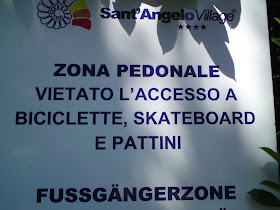 Sant'Angelo Village®
★★★★
ZONA PEDONALE
VIETATO L'ACCESSO A
BICICLETTE, SKATEBOARD
E PATTINI
FUSSGÄNGERZONE